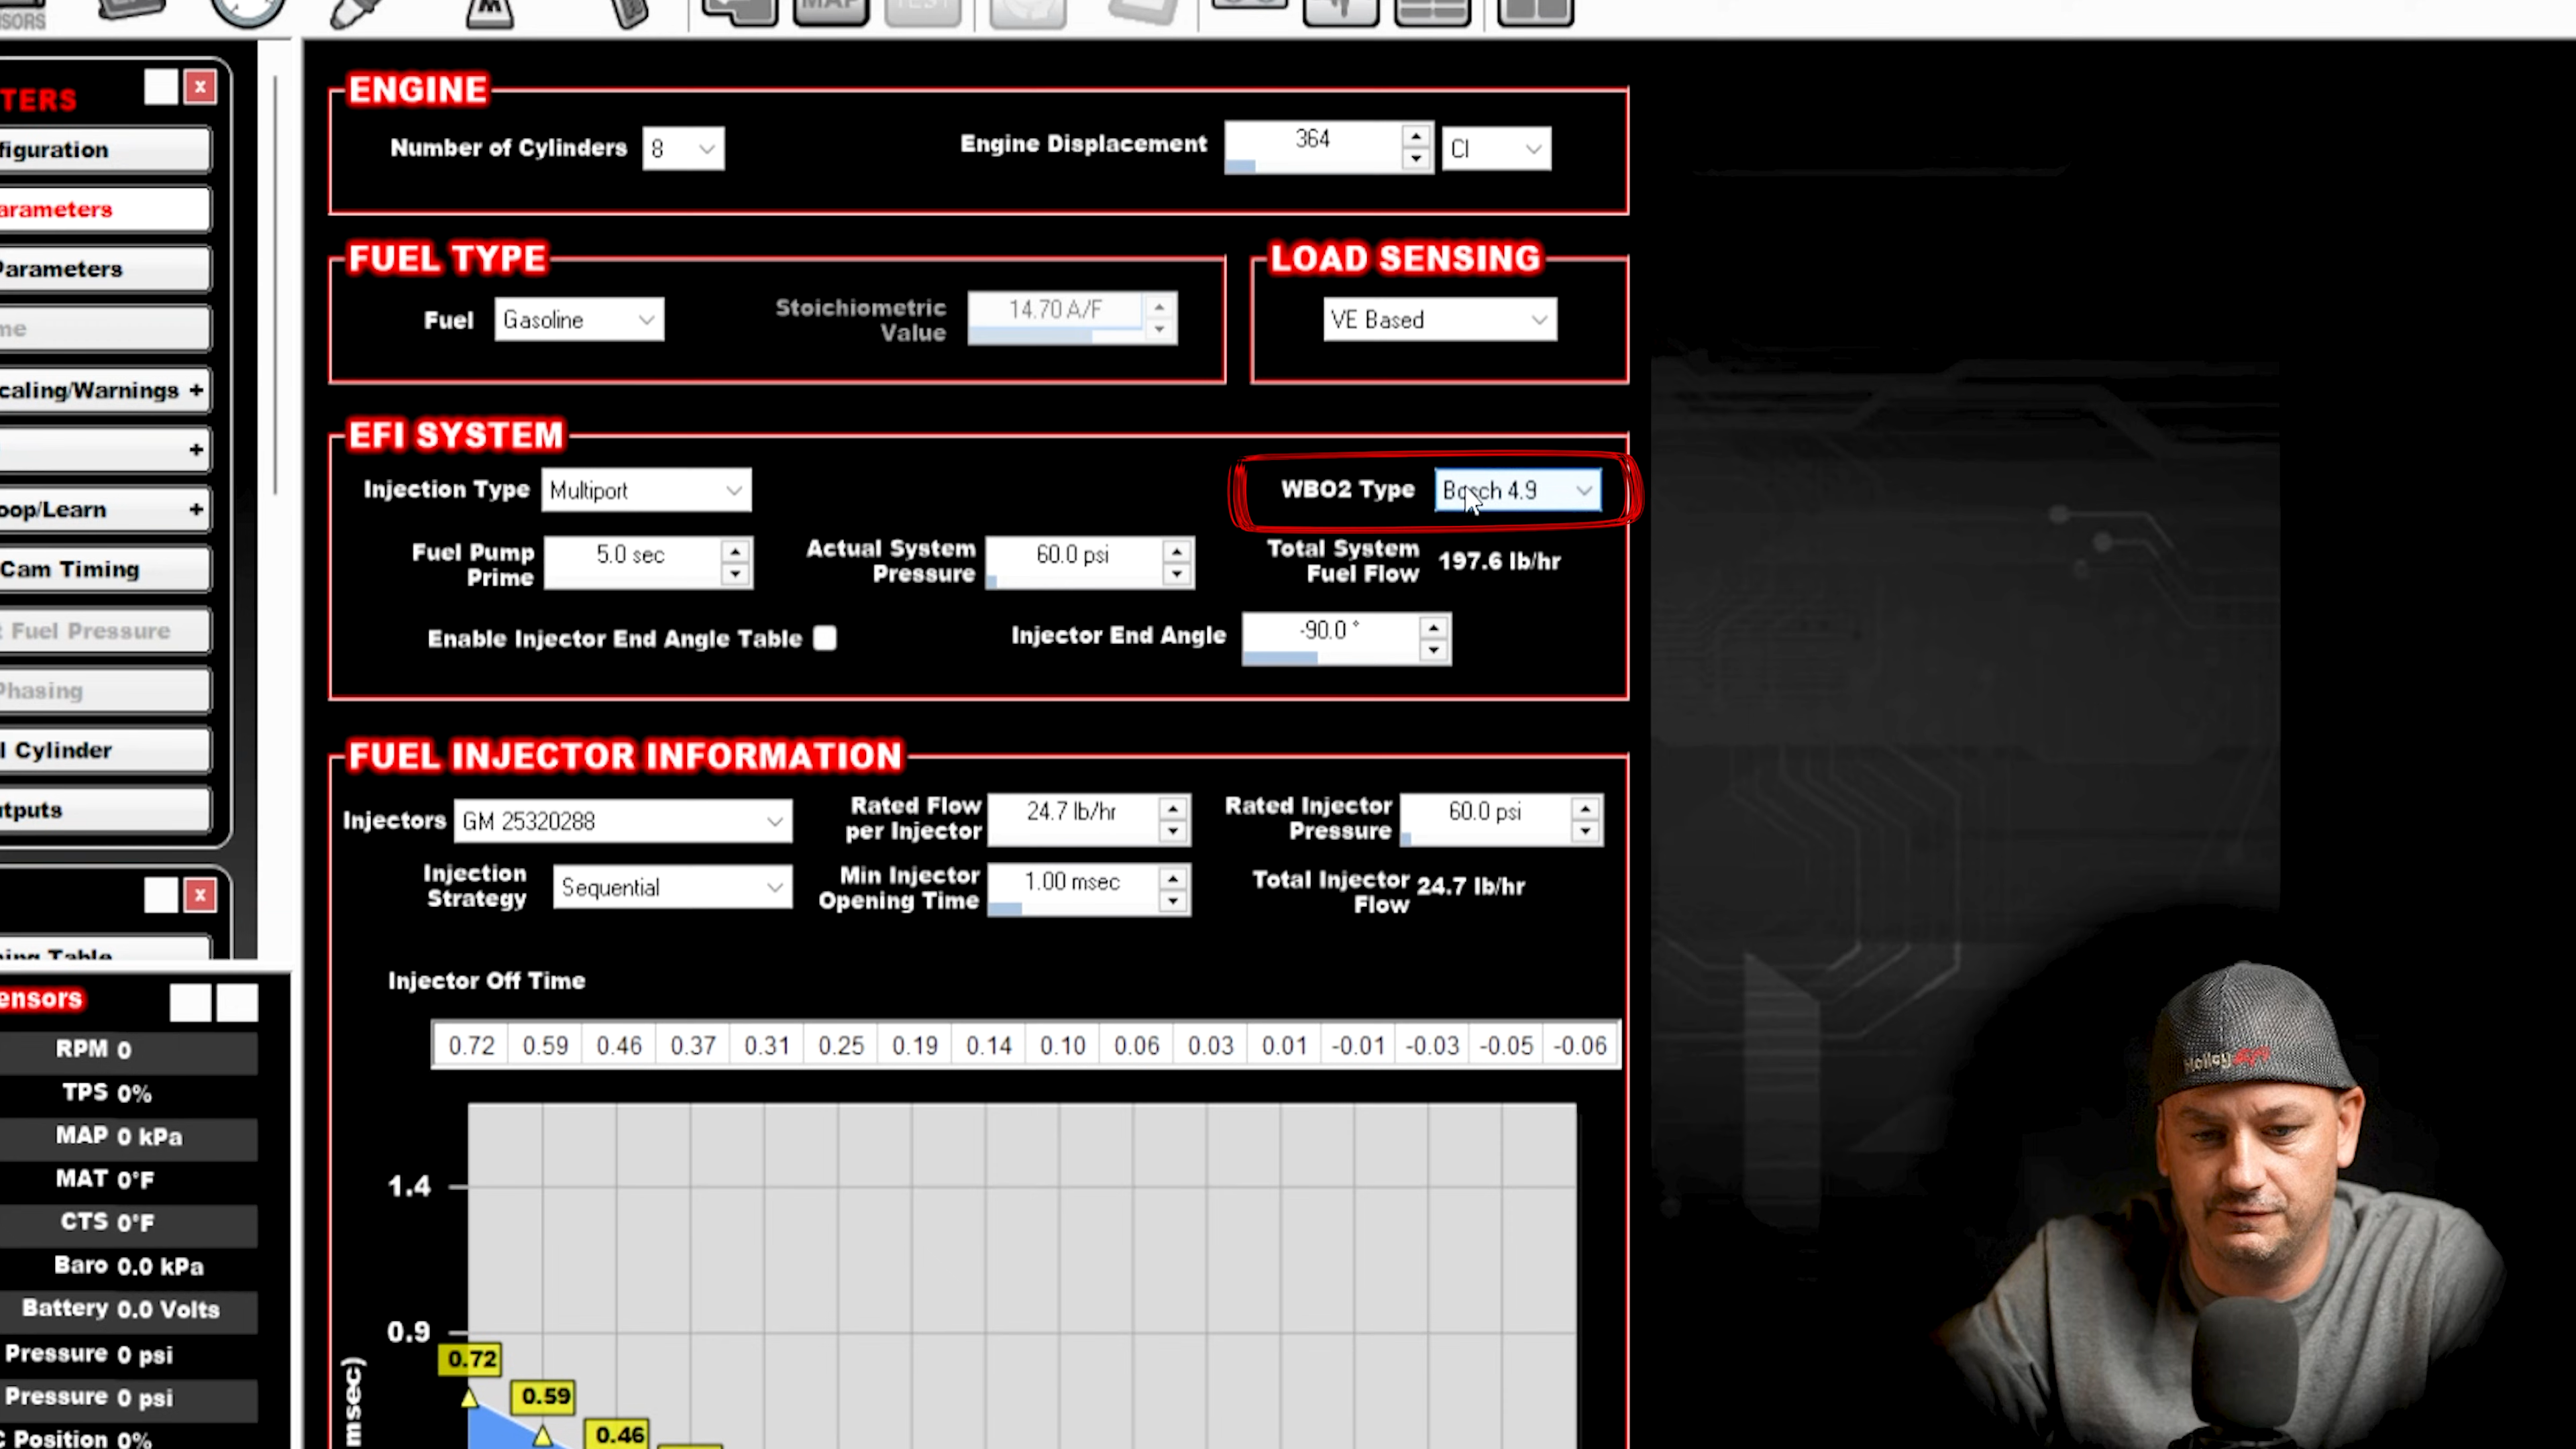 SORS
MAP
TEST
TERS
figuration
arameters
Parameters
me
caling/Warnings +
+
oop/Learn +
Cam Timing
t Fuel Pressure
Phasing
l Cylinder
utputs
ing Table
ensors
RPM 0
TPS 0%
MAP 0 kPa
MAT 0°F
CTS 0°F
Baro 0.0 kPa
Battery 0.0 Volts
Pressure 0 psi
Pressure 0 psi
C Position 0%
ENGINE
Number of Cylinders 8
Engine Displacement 364 CI
FUEL TYPE
Fuel Gasoline
Stoichiometric
Value
14.70 A/F
LOAD SENSING
VE Based
EFI SYSTEM
Injection Type Multiport
WBO2 Type Bosch 4.9
Fuel Pump
Prime
5.0 sec
Actual System
Pressure
60.0 psi
Total System
Fuel Flow
197.6 lb/hr
Enable Injector End Angle Table
Injector End Angle -90.0 °
FUEL INJECTOR INFORMATION
Injectors GM 25320288
Rated Flow
per Injector
24.7 lb/hr
Rated Injector
Pressure
60.0 psi
Injection
Strategy
Sequential
Min Injector
Opening Time
1.00 msec
Total Injector
Flow
24.7 lb/hr
Injector Off Time
0.72 0.59 0.46 0.37 0.31 0.25 0.19 0.14 0.10 0.06 0.03 0.01 -0.01 -0.03 -0.05 -0.06
1.4
0.9
msec)
0.72
0.59
0.46
Holley EFI